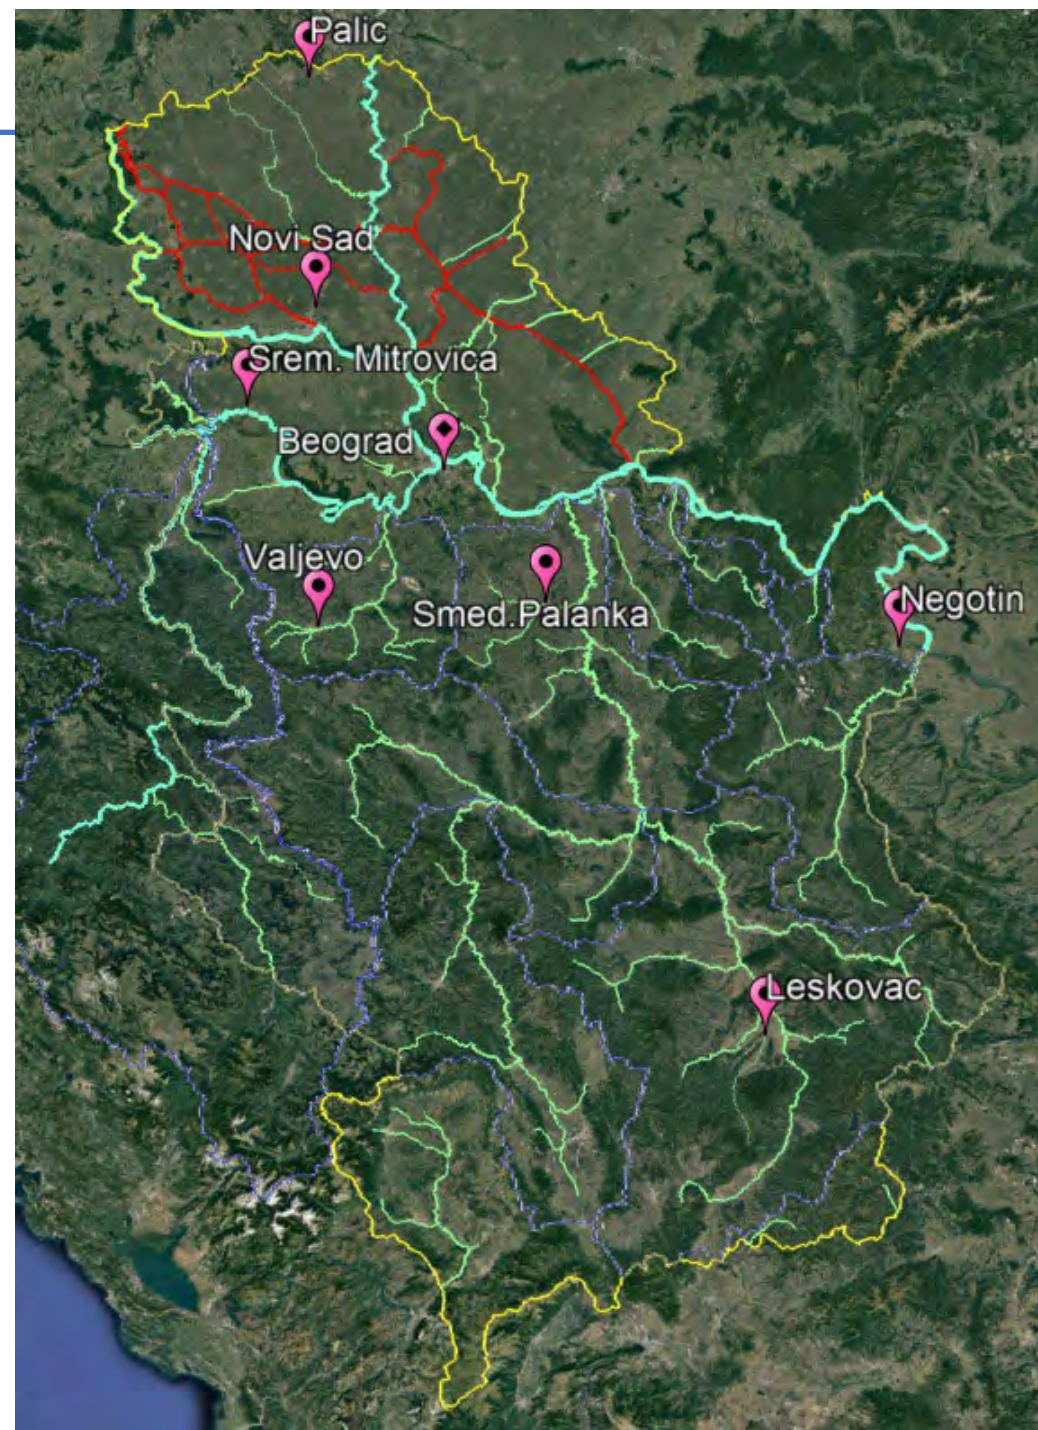 Palic
Novi Sad
Srem. Mitrovica
Beograd
Valjevo
Smed.Palanka
Negotin
Leskovac